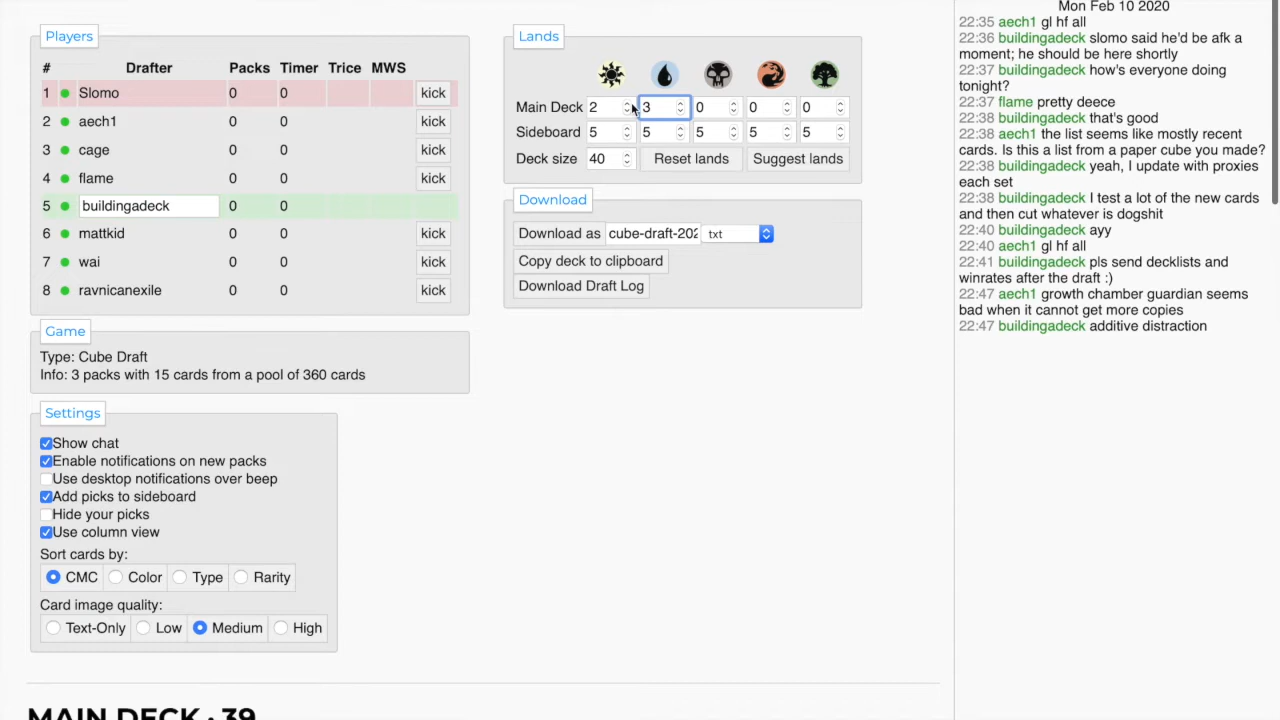 Players
# Drafter Packs Timer Trice MWS
1 Slomo 0 0 kick
2 aech1 0 0 kick
3 cage 0 0 kick
4 flame 0 0 kick
5 buildingadeck 0 0
6 mattkid 0 0 kick
7 wai 0 0 kick
8 ravnicanexile 0 0 kick
Game
Type: Cube Draft
Info: 3 packs with 15 cards from a pool of 360 cards
Settings
Show chat
Enable notifications on new packs
Use desktop notifications over beep
Add picks to sideboard
Hide your picks
Use column view
Sort cards by:
CMC Color Type Rarity
Card image quality:
Text-Only Low Medium High
Lands
Main Deck 2 3 0 0 0
Sideboard 5 5 5 5 5
Deck size 40 Reset lands Suggest lands
Download
Download as cube-draft-202 txt
Copy deck to clipboard
Download Draft Log
MAIN DECK · 39
Mon Feb 10 2020
22:35 aech1 gl hf all
22:36 buildingadeck slomo said he'd be afk a
moment; he should be here shortly
22:37 buildingadeck how's everyone doing
tonight?
22:37 flame pretty deece
22:38 buildingadeck that's good
22:38 aech1 the list seems like mostly recent
cards. Is this a list from a paper cube you made?
22:38 buildingadeck yeah, I update with proxies
each set
22:38 buildingadeck I test a lot of the new cards
and then cut whatever is dogshit
22:40 buildingadeck ayy
22:40 aech1 gl hf all
22:41 buildingadeck pls send decklists and
winrates after the draft :)
22:47 aech1 growth chamber guardian seems
bad when it cannot get more copies
22:47 buildingadeck additive distraction